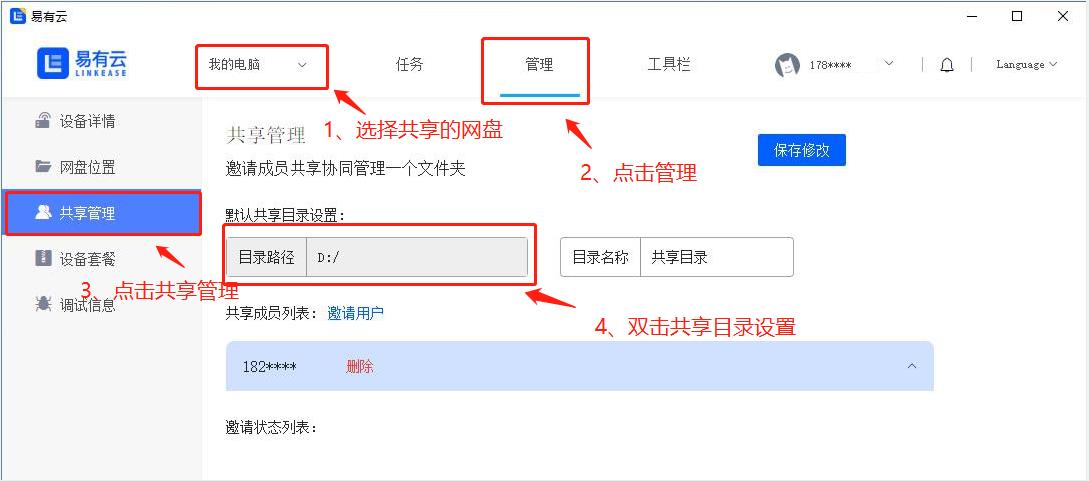 易有云
易有云
LINKEASE
我的电脑
任务
管理
工具栏
178****
Language
设备详情
网盘位置
共享管理
设备套餐
调试信息
1、选择共享的网盘
2、点击管理
3、点击共享管理
4、双击共享目录设置
共享管理
保存修改
邀请成员共享协同管理一个文件夹
默认共享目录设置：
目录路径 D:/
目录名称 共享目录
共享成员列表： 邀请用户
182**** 删除
邀请状态列表：